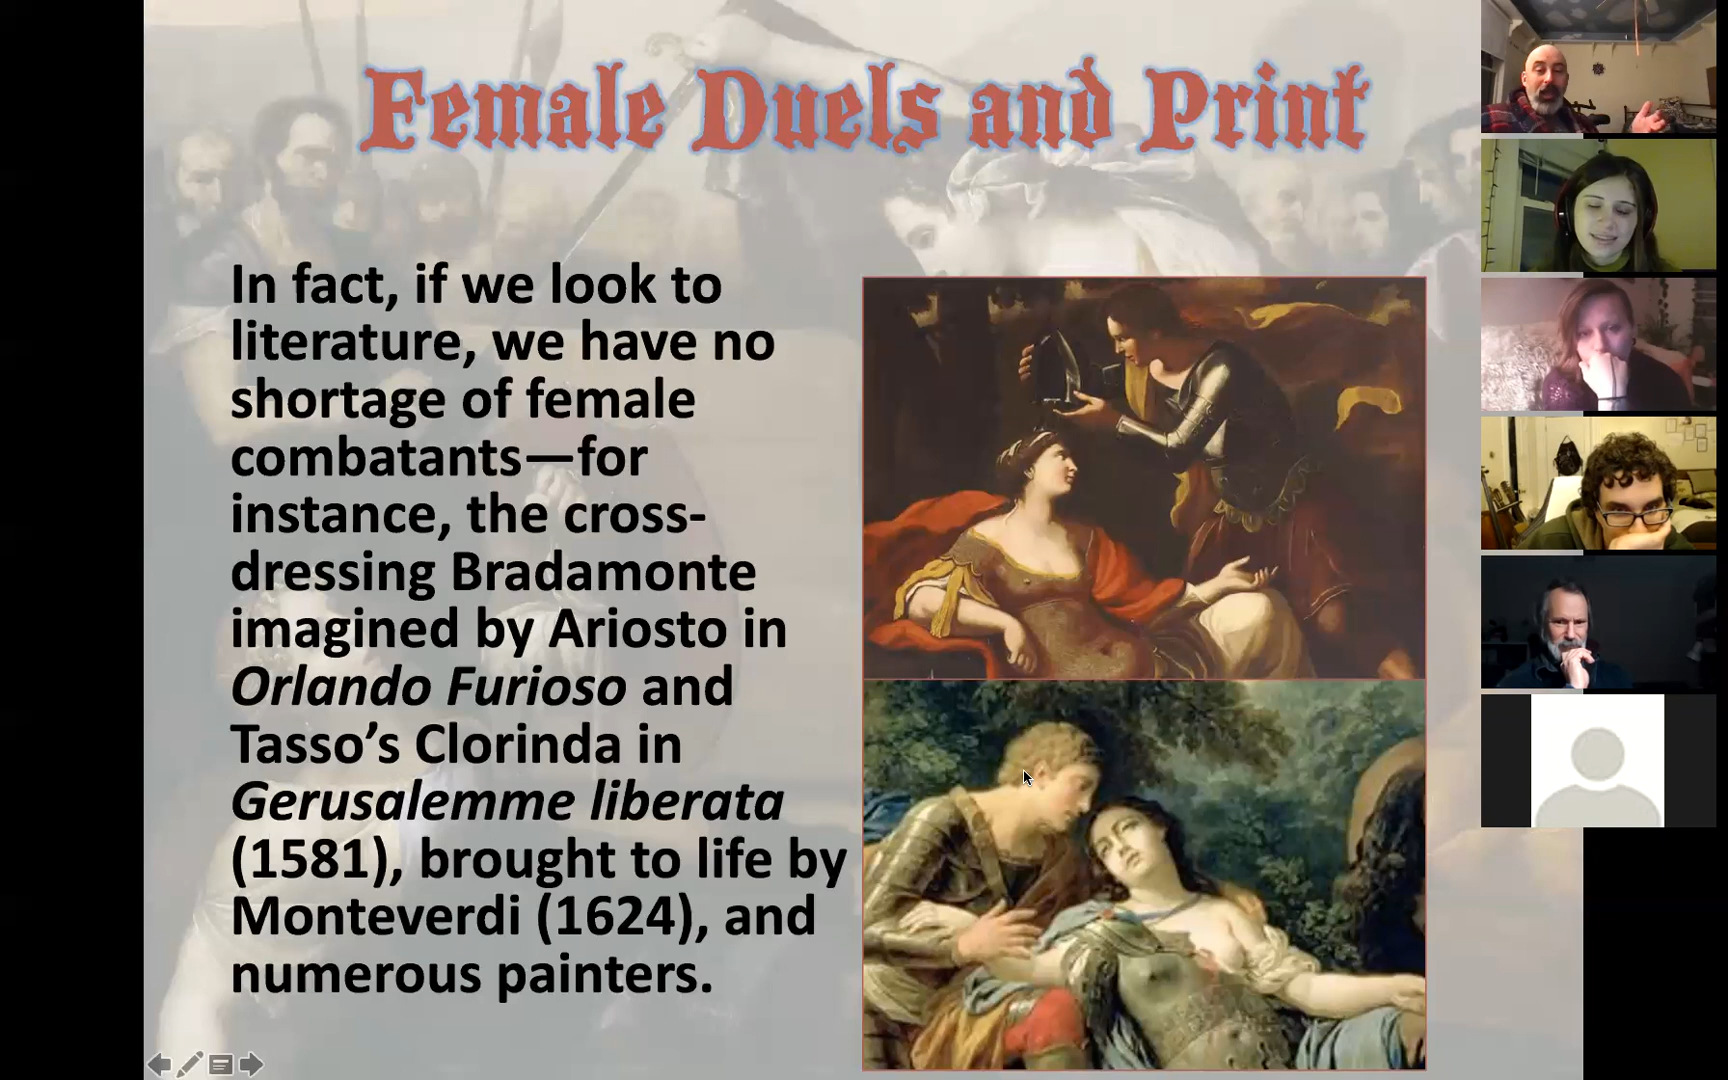 Female Duels and Print
In fact, if we look to
literature, we have no
shortage of female
combatants—for
instance, the cross-
dressing Bradamonte
imagined by Ariosto in
Orlando Furioso and
Tasso’s Clorinda in
Gerusalemme liberata
(1581), brought to life by
Monteverdi (1624), and
numerous painters.